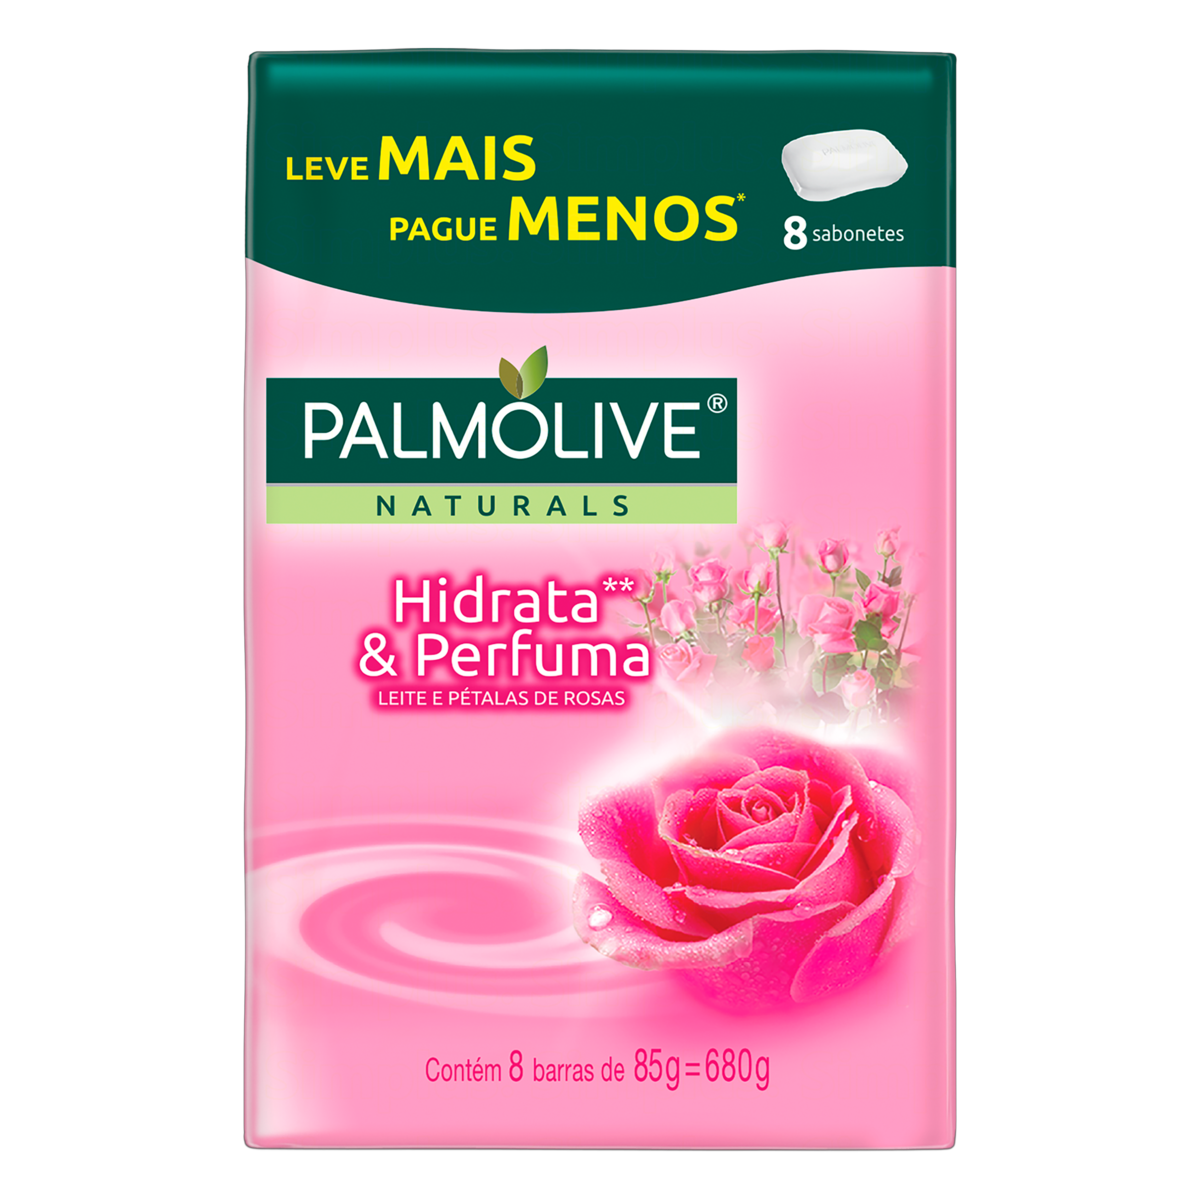 LEVE MAIS
PAGUE MENOS*
8 sabonetes
PALMOLIVE®
NATURALS
Hidrata**
& Perfuma
LEITE E PÉTALAS DE ROSAS
Contém 8 barras de 85g=680g